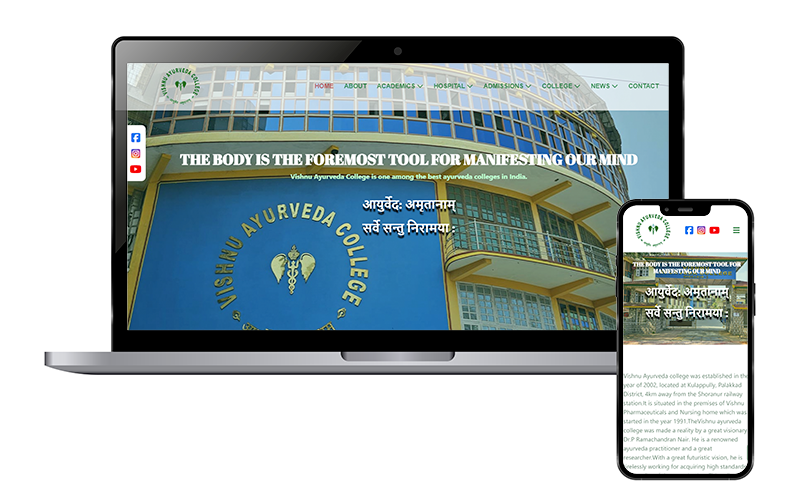 VISHNU AYURVEDA COLLEGE
HOME ABOUT ACADEMICS HOSPITAL ADMISSIONS COLLEGE NEWS CONTACT
THE BODY IS THE FOREMOST TOOL FOR MANIFESTING OUR MIND
Vishnu Ayurveda College is one among the best ayurveda colleges in India.
आयुर्वेदः अमृतानाम्
सर्वे सन्तु निरामया :
VISHNU AYURVEDA COLLEGE
VISHNU AYURVEDA COLLEGE
THE BODY IS THE FOREMOST TOOL FOR
MANIFESTING OUR MIND
आयुर्वेदः अमृतानाम्
सर्वे सन्तु निरामया :
Vishnu Ayurveda college was established in the
year of 2002, located at Kulappully, Palakkad
District, 4km away from the Shoranur railway
station.It is situated in the premises of Vishnu
Pharmaceuticals and Nursing home which was
started in the year 1991.TheVishnu ayurveda
college was made a reality by a great visionary
Dr.P Ramachandran Nair. He is a renowned
ayurveda practitioner and a great
researcher.With a great futuristic vision, he is
relessly working for acquiring high standards